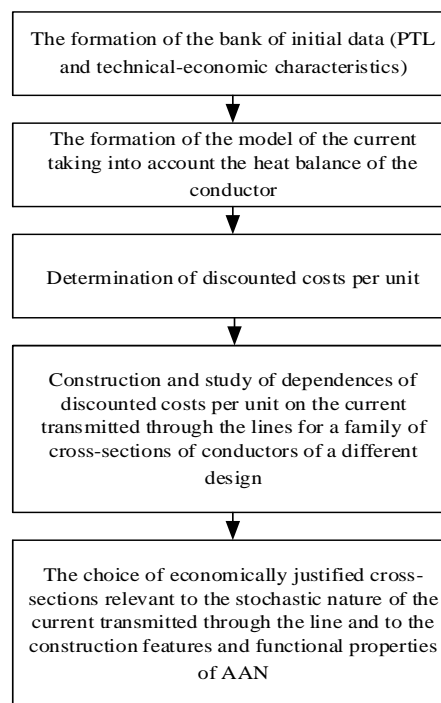 The formation of the bank of initial data (PTL
and technical-economic characteristics)
The formation of the model of the current
taking into account the heat balance of the
conductor
Determination of discounted costs per unit
Construction and study of dependences of
discounted costs per unit on the current
transmitted through the lines for a family of
cross-sections of conductors of a different
design
The choice of economically justified cross-
sections relevant to the stochastic nature of the
current transmitted through the line and to the
construction features and functional properties
of AAN